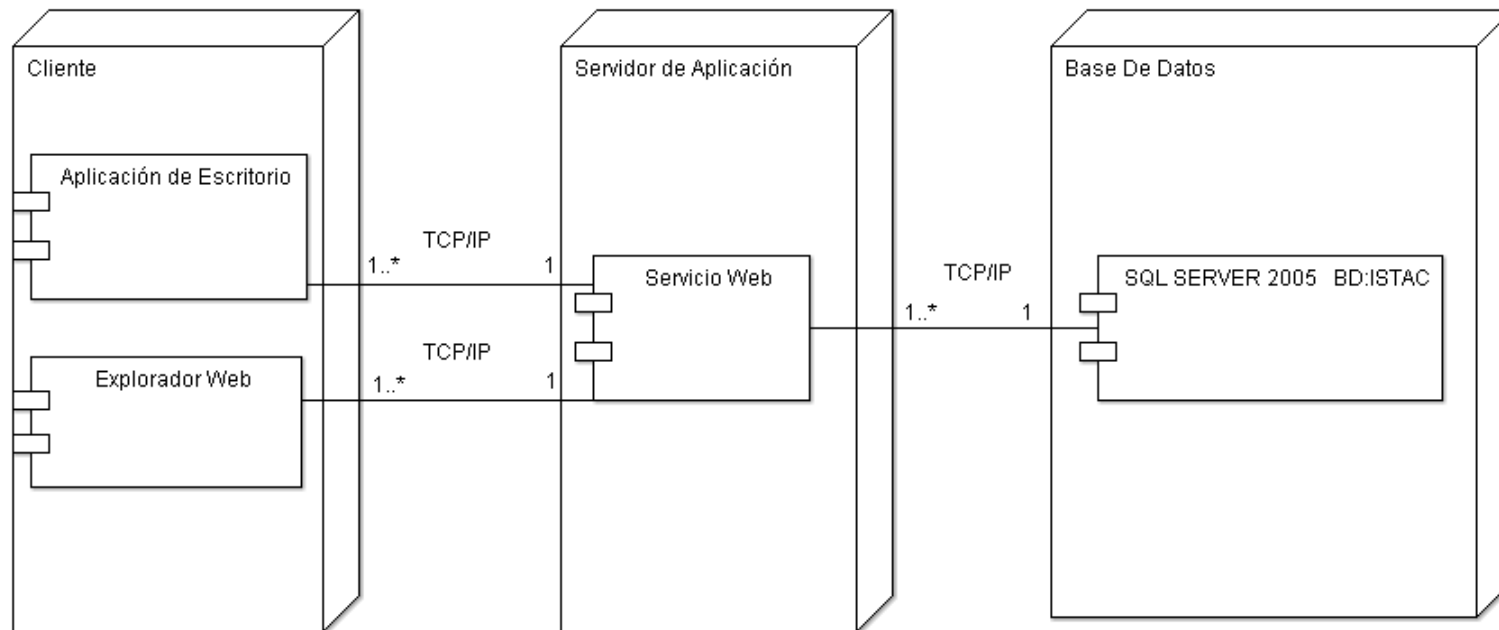 Cliente
Servidor de Aplicación
Base De Datos
Aplicación de Escritorio
TCP/IP
1..*
1
Servicio Web
TCP/IP
1..*
1
SQL SERVER 2005   BD:ISTAC
Explorador Web
TCP/IP
1..*
1